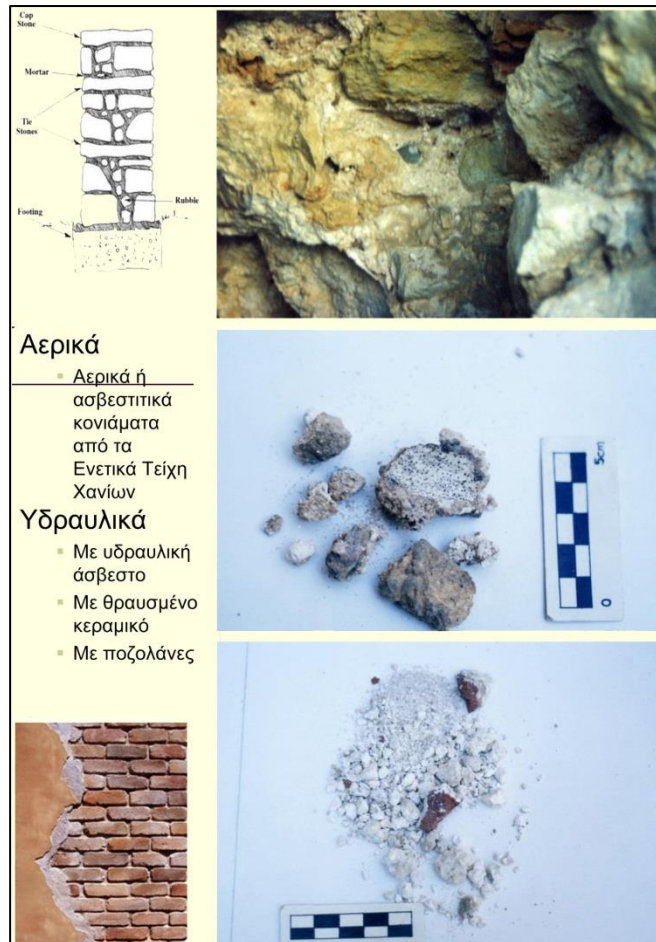 Cap
Stone
Mortar
Tie
Stones
Rubble
Footing
Αερικά
Αερικά ή
ασβεστιτικά
κονιάματα
από τα
Ενετικά Τείχη
Χανίων
Υδραυλικά
Με υδραυλική
άσβεστο
Με θραυσμένο
κεραμικό
Με ποζολάνες
5cm
0